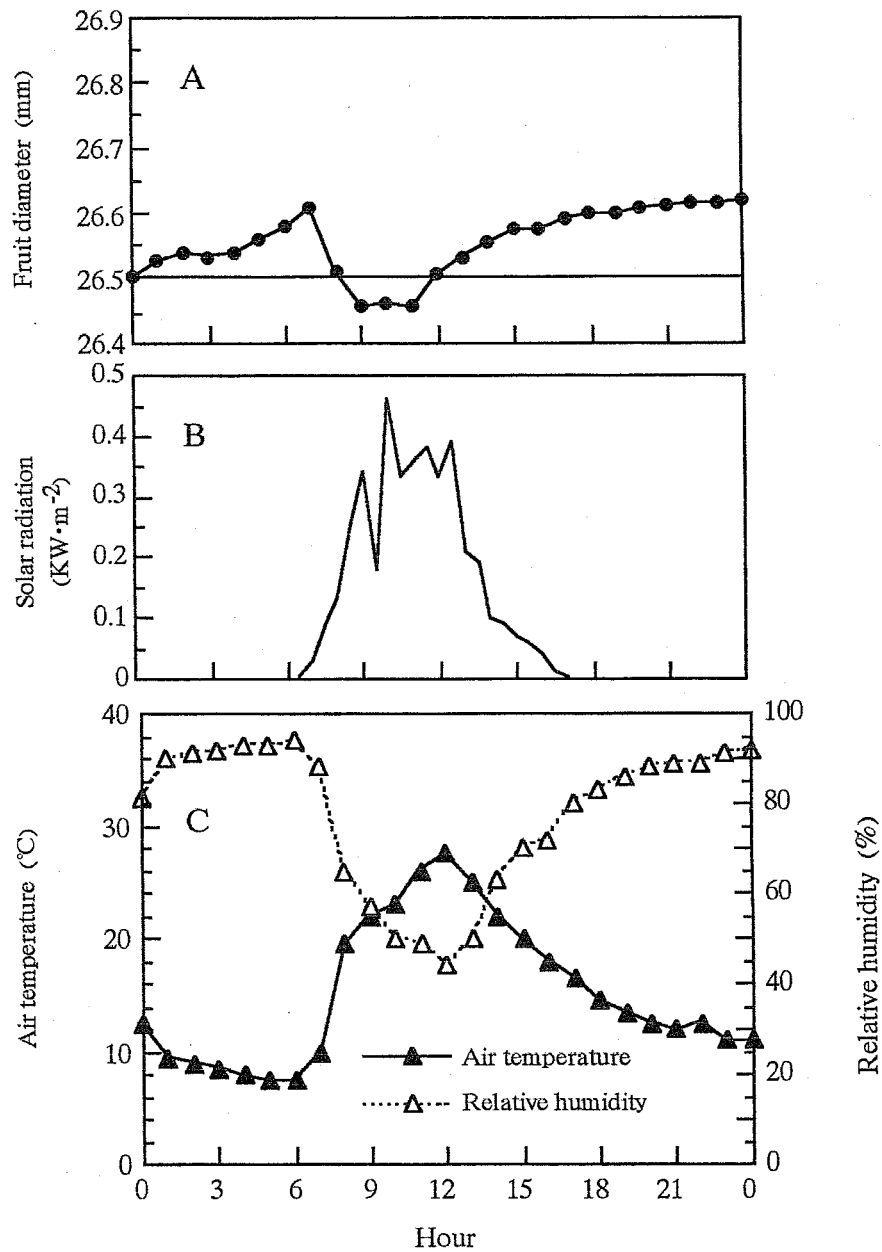 26.9
26.8
26.7
26.6
26.5
26.4
Fruit diameter (mm)
A
0.5
0.4
0.3
0.2
0.1
0
Solar radiation
(KW·m-2)
B
40
30
20
10
0
Air temperature (℃)
C
100
80
60
40
20
0
Relative humidity (%)
Air temperature
Relative humidity
0 3 6 9 12 15 18 21 0
Hour